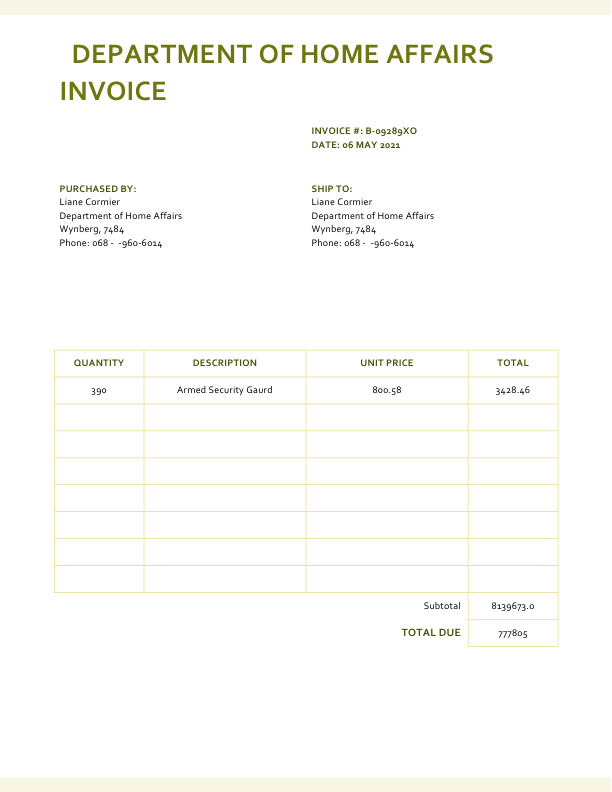 DEPARTMENT OF HOME AFFAIRS
INVOICE
INVOICE #: B-09289XO
DATE: 06 MAY 2021
PURCHASED BY:
Liane Cormier
Department of Home Affairs
Wynberg, 7484
Phone: 068 -  -960-6014
SHIP TO:
Liane Cormier
Department of Home Affairs
Wynberg, 7484
Phone: 068 -  -960-6014
QUANTITY DESCRIPTION UNIT PRICE TOTAL
390 Armed Security Gaurd 800.58 3428.46
Subtotal 8139673.0
TOTAL DUE 777805